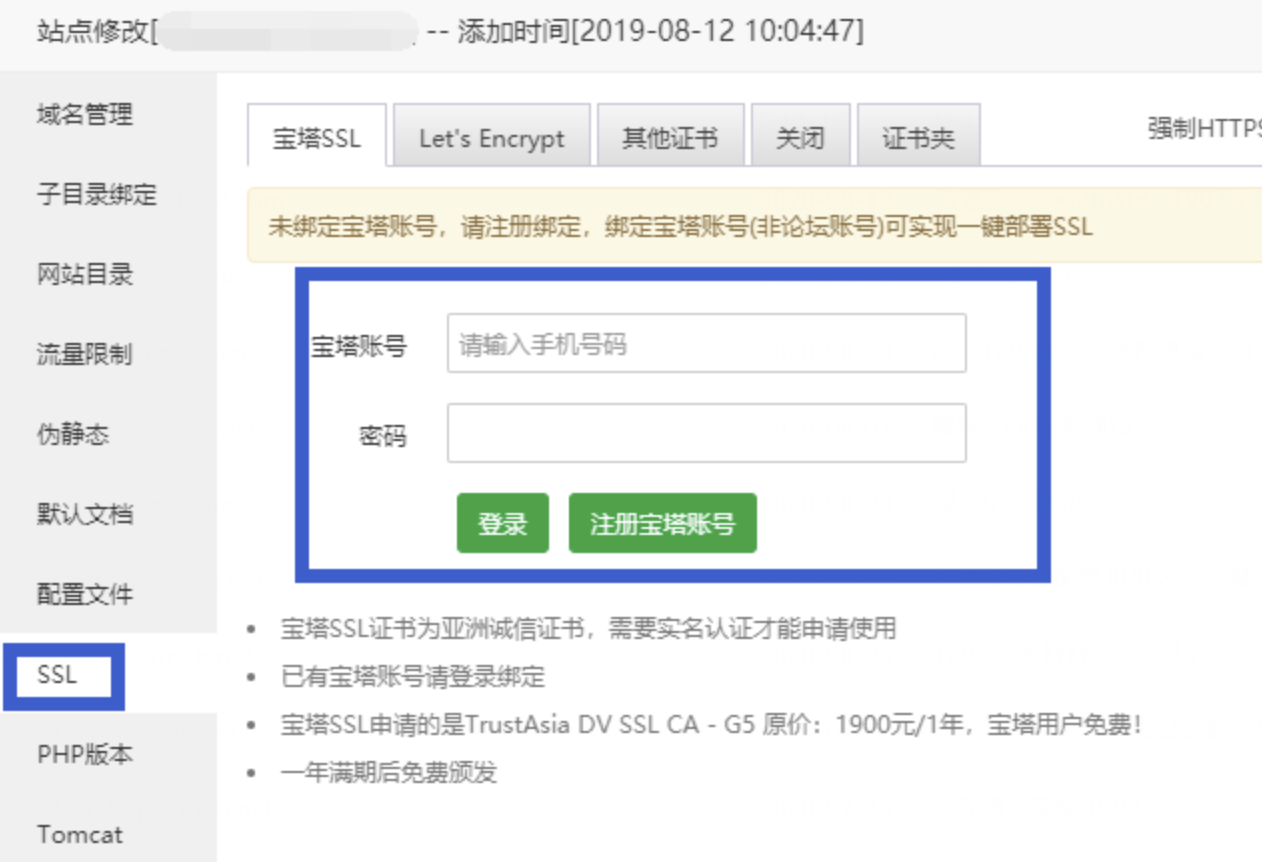 站点修改[ ] -- 添加时间[2019-08-12 10:04:47]
域名管理
子目录绑定
网站目录
流量限制
伪静态
默认文档
配置文件
SSL
PHP版本
Tomcat
宝塔SSL
Let's Encrypt
其他证书
关闭
证书夹
强制HTTPS
未绑定宝塔账号，请注册绑定，绑定宝塔账号(非论坛账号)可实现一键部署SSL
宝塔账号
请输入手机号码
密码
登录
注册宝塔账号
• 宝塔SSL证书为亚洲诚信证书，需要实名认证才能申请使用
• 已有宝塔账号请登录绑定
• 宝塔SSL申请的是TrustAsia DV SSL CA - G5 原价：1900元/1年，宝塔用户免费！
• 一年满期后免费颁发